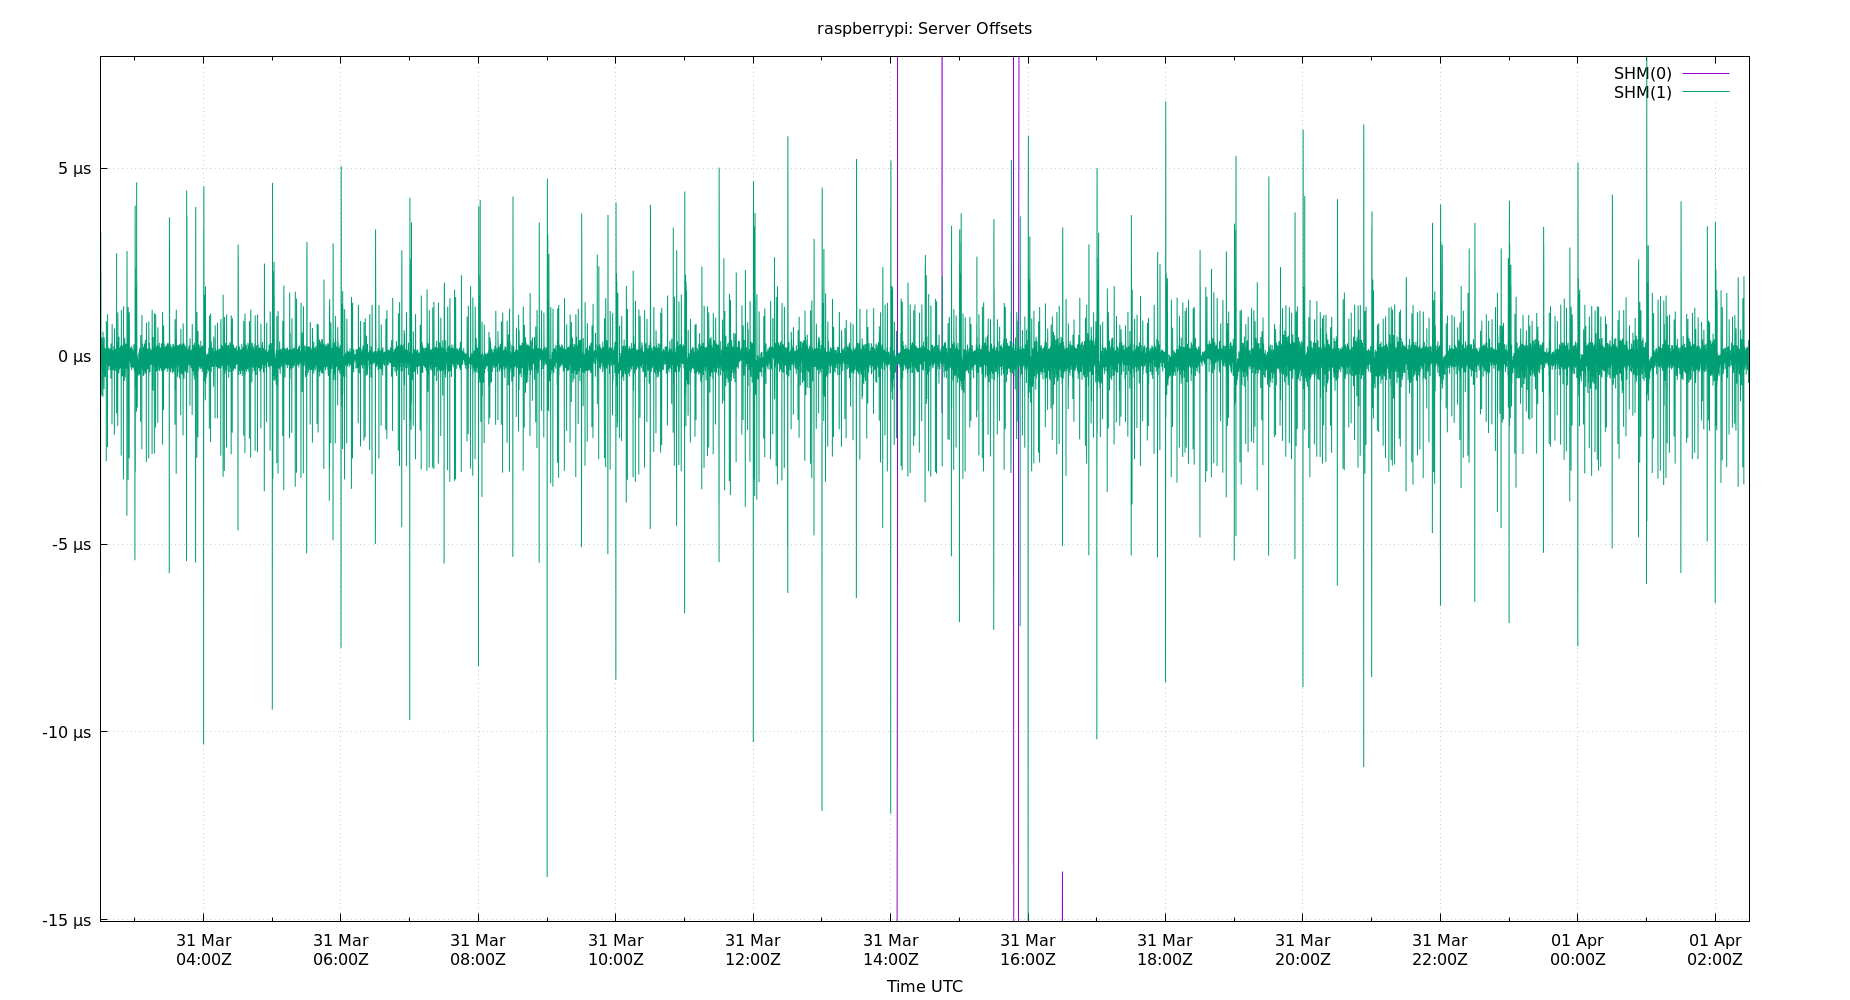 raspberrypi: Server Offsets
SHM(0)
SHM(1)
5 µs
0 µs
-5 µs
-10 µs
-15 µs
31 Mar 31 Mar 31 Mar 31 Mar 31 Mar 31 Mar 31 Mar 31 Mar 31 Mar 31 Mar 01 Apr 01 Apr
04:00Z 06:00Z 08:00Z 10:00Z 12:00Z 14:00Z 16:00Z 18:00Z 20:00Z 22:00Z 00:00Z 02:00Z
Time UTC